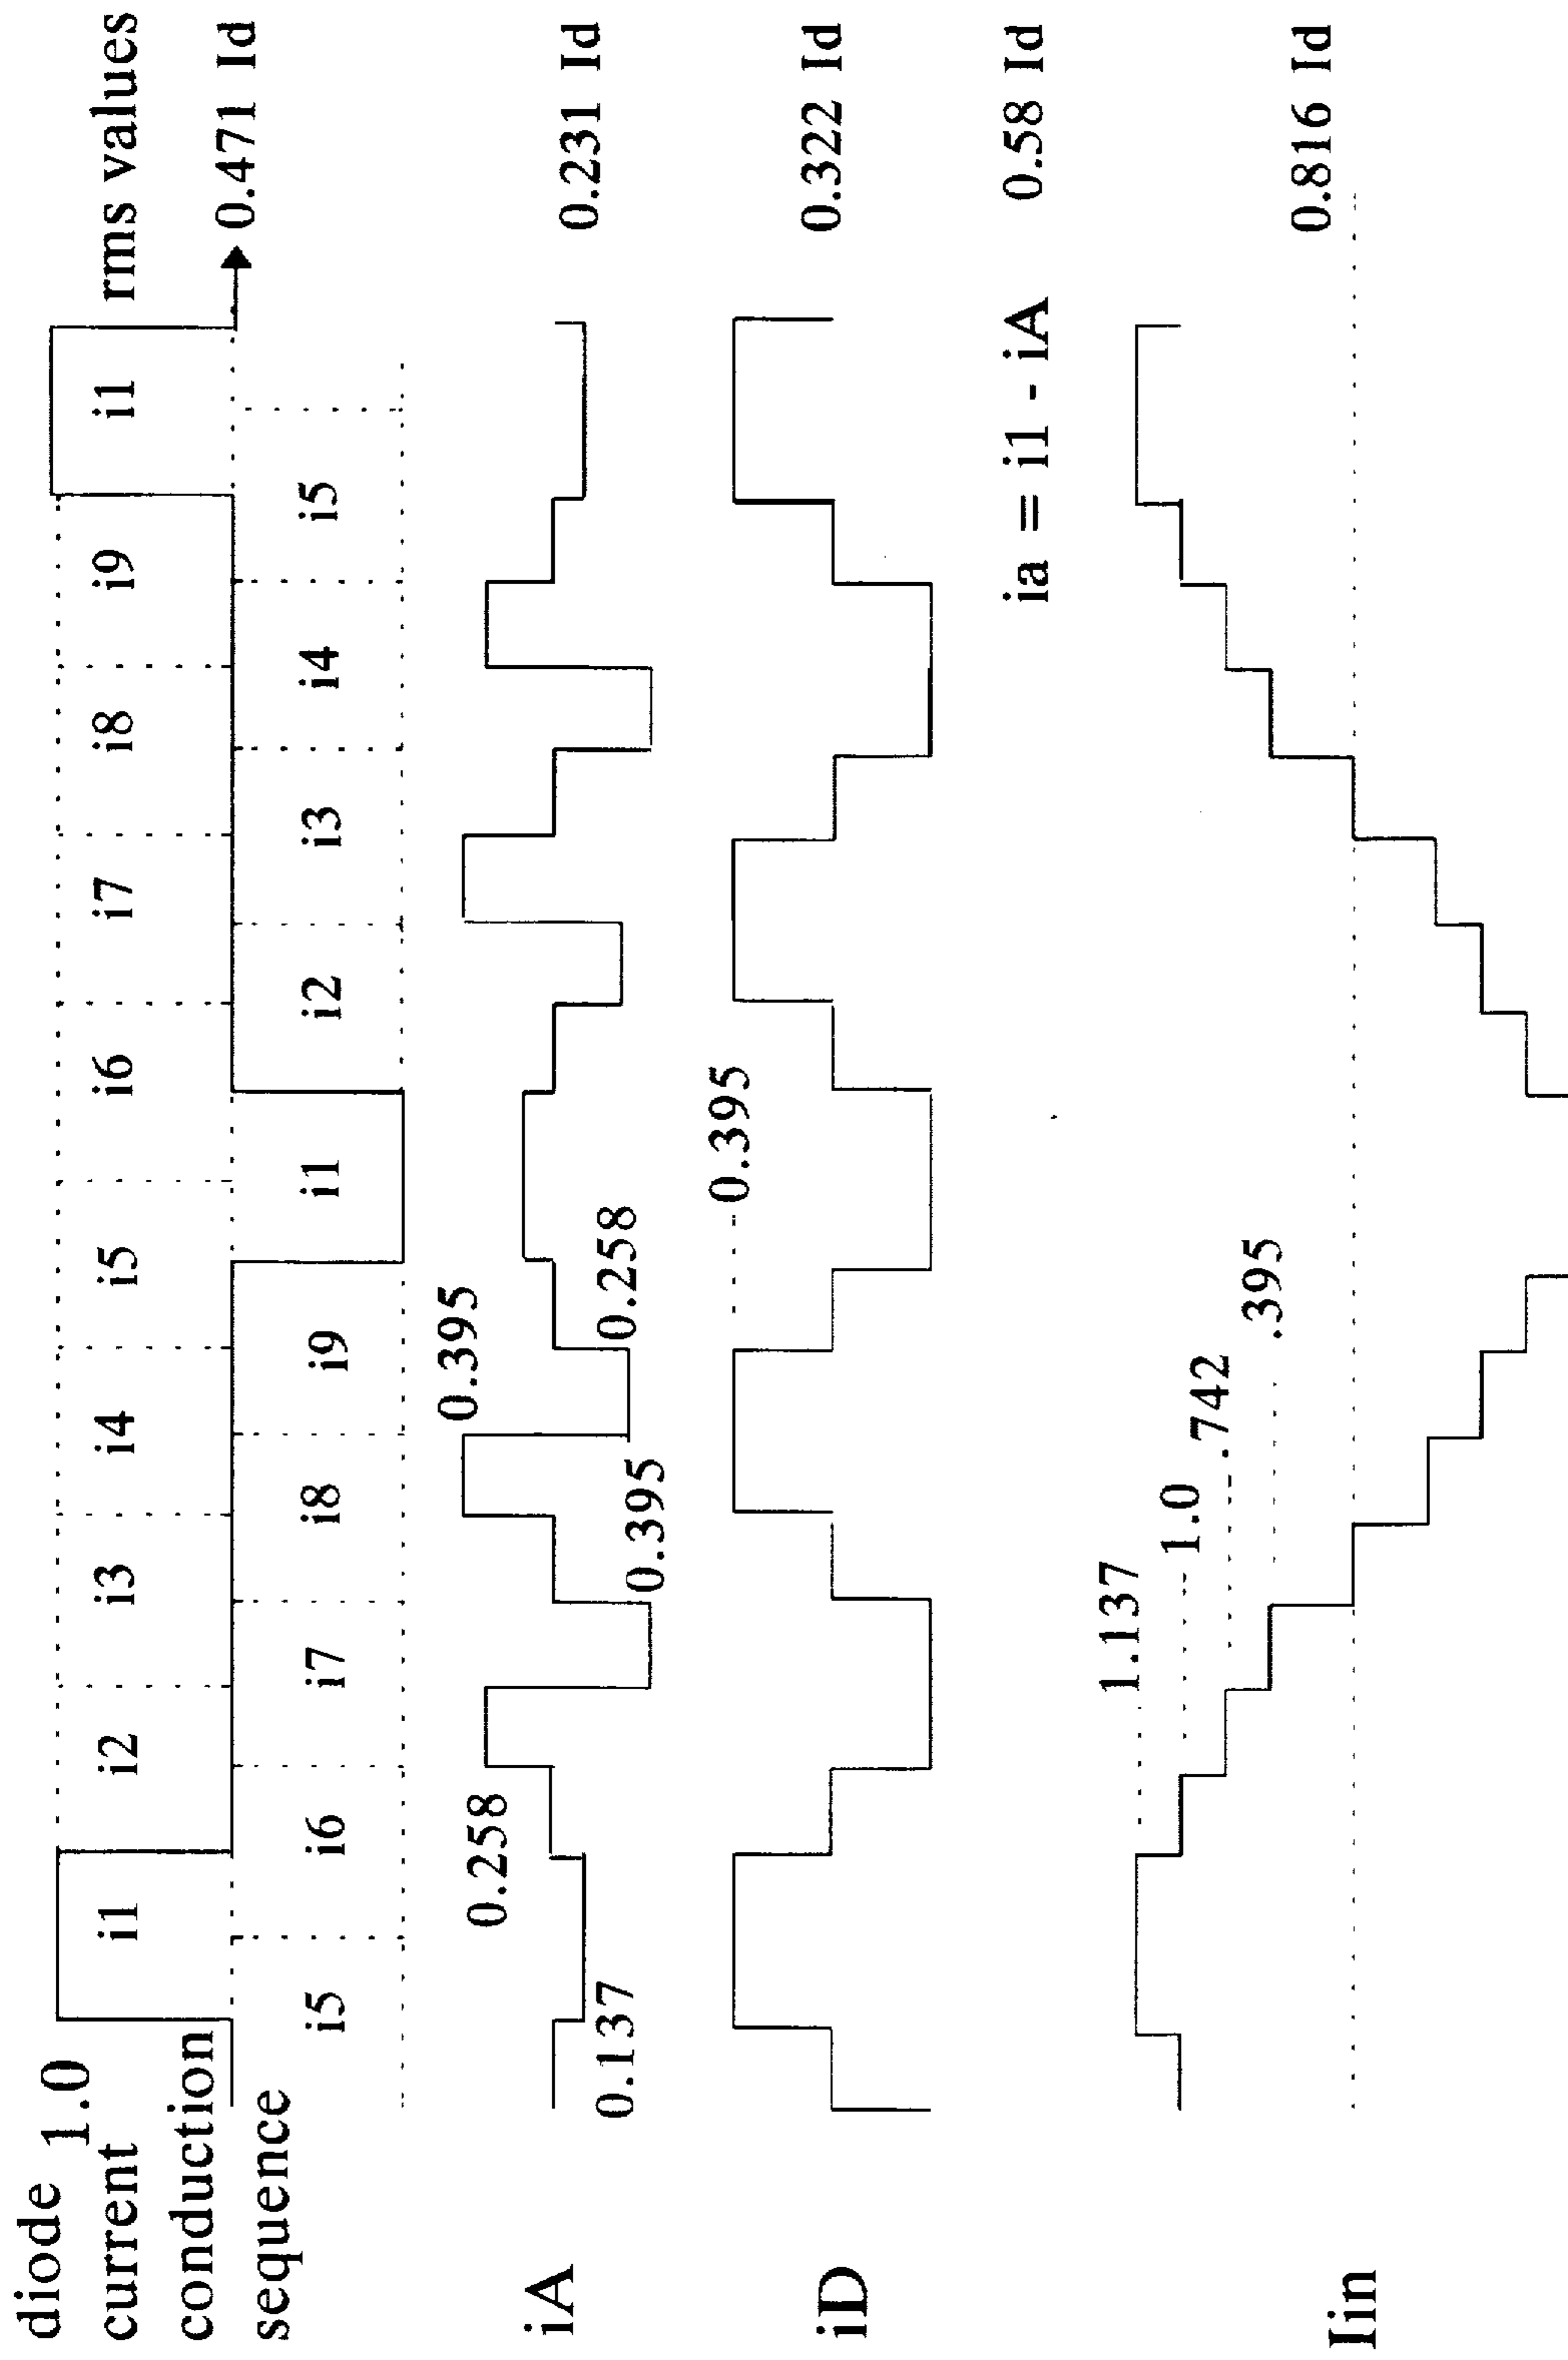 diode 1.0
current
conduction
sequence
rms values
0.471 Id
i1 i2 i3 i4 i5 i6 i7 i8 i9 i1
i5 i6 i7 i8 i9 i1 i2 i3 i4 i5
iA
0.137
0.258
0.395
0.395
0.258
0.231 Id
iD
0.395
0.322 Id
ia = i1 - iA 0.58 Id
Iin
1.137
1.0
.742
.395
0.816 Id